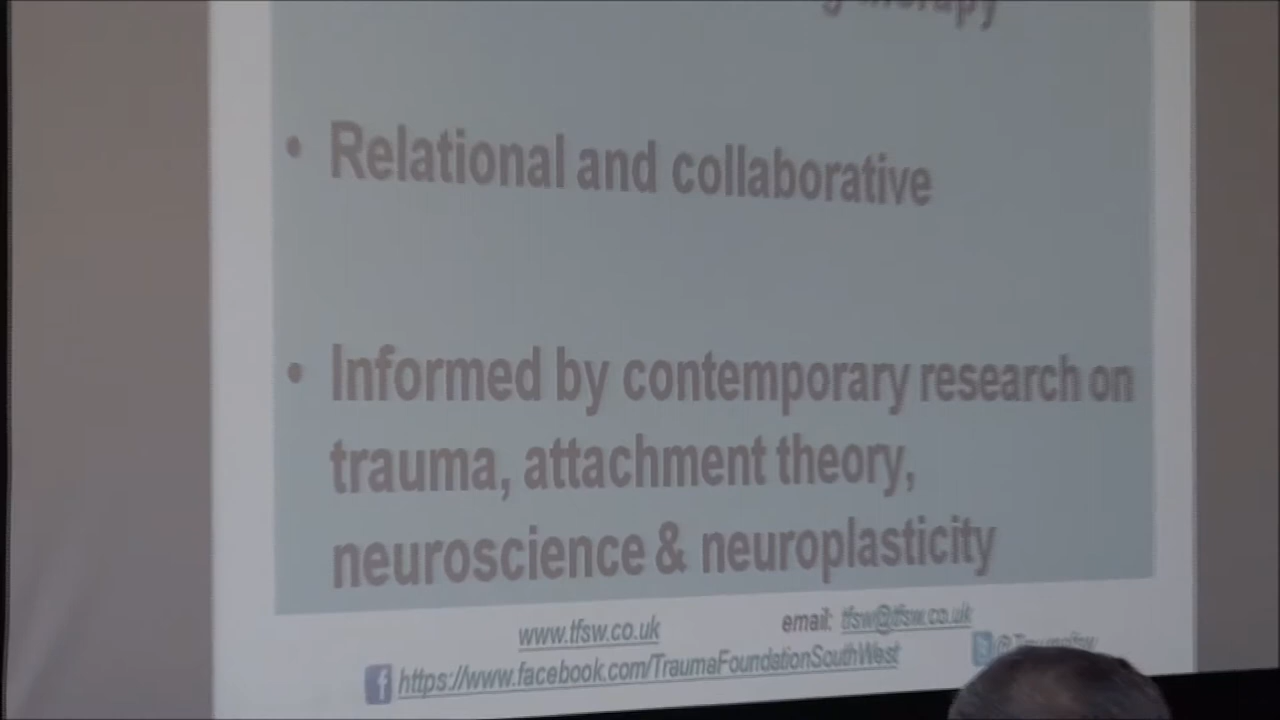 therapy
• Relational and collaborative
• Informed by contemporary research on
trauma, attachment theory,
neuroscience & neuroplasticity
www.tfsw.co.uk email: tfsw@tfsw.co.uk
f https://www.facebook.com/TraumaFoundationSouthWest